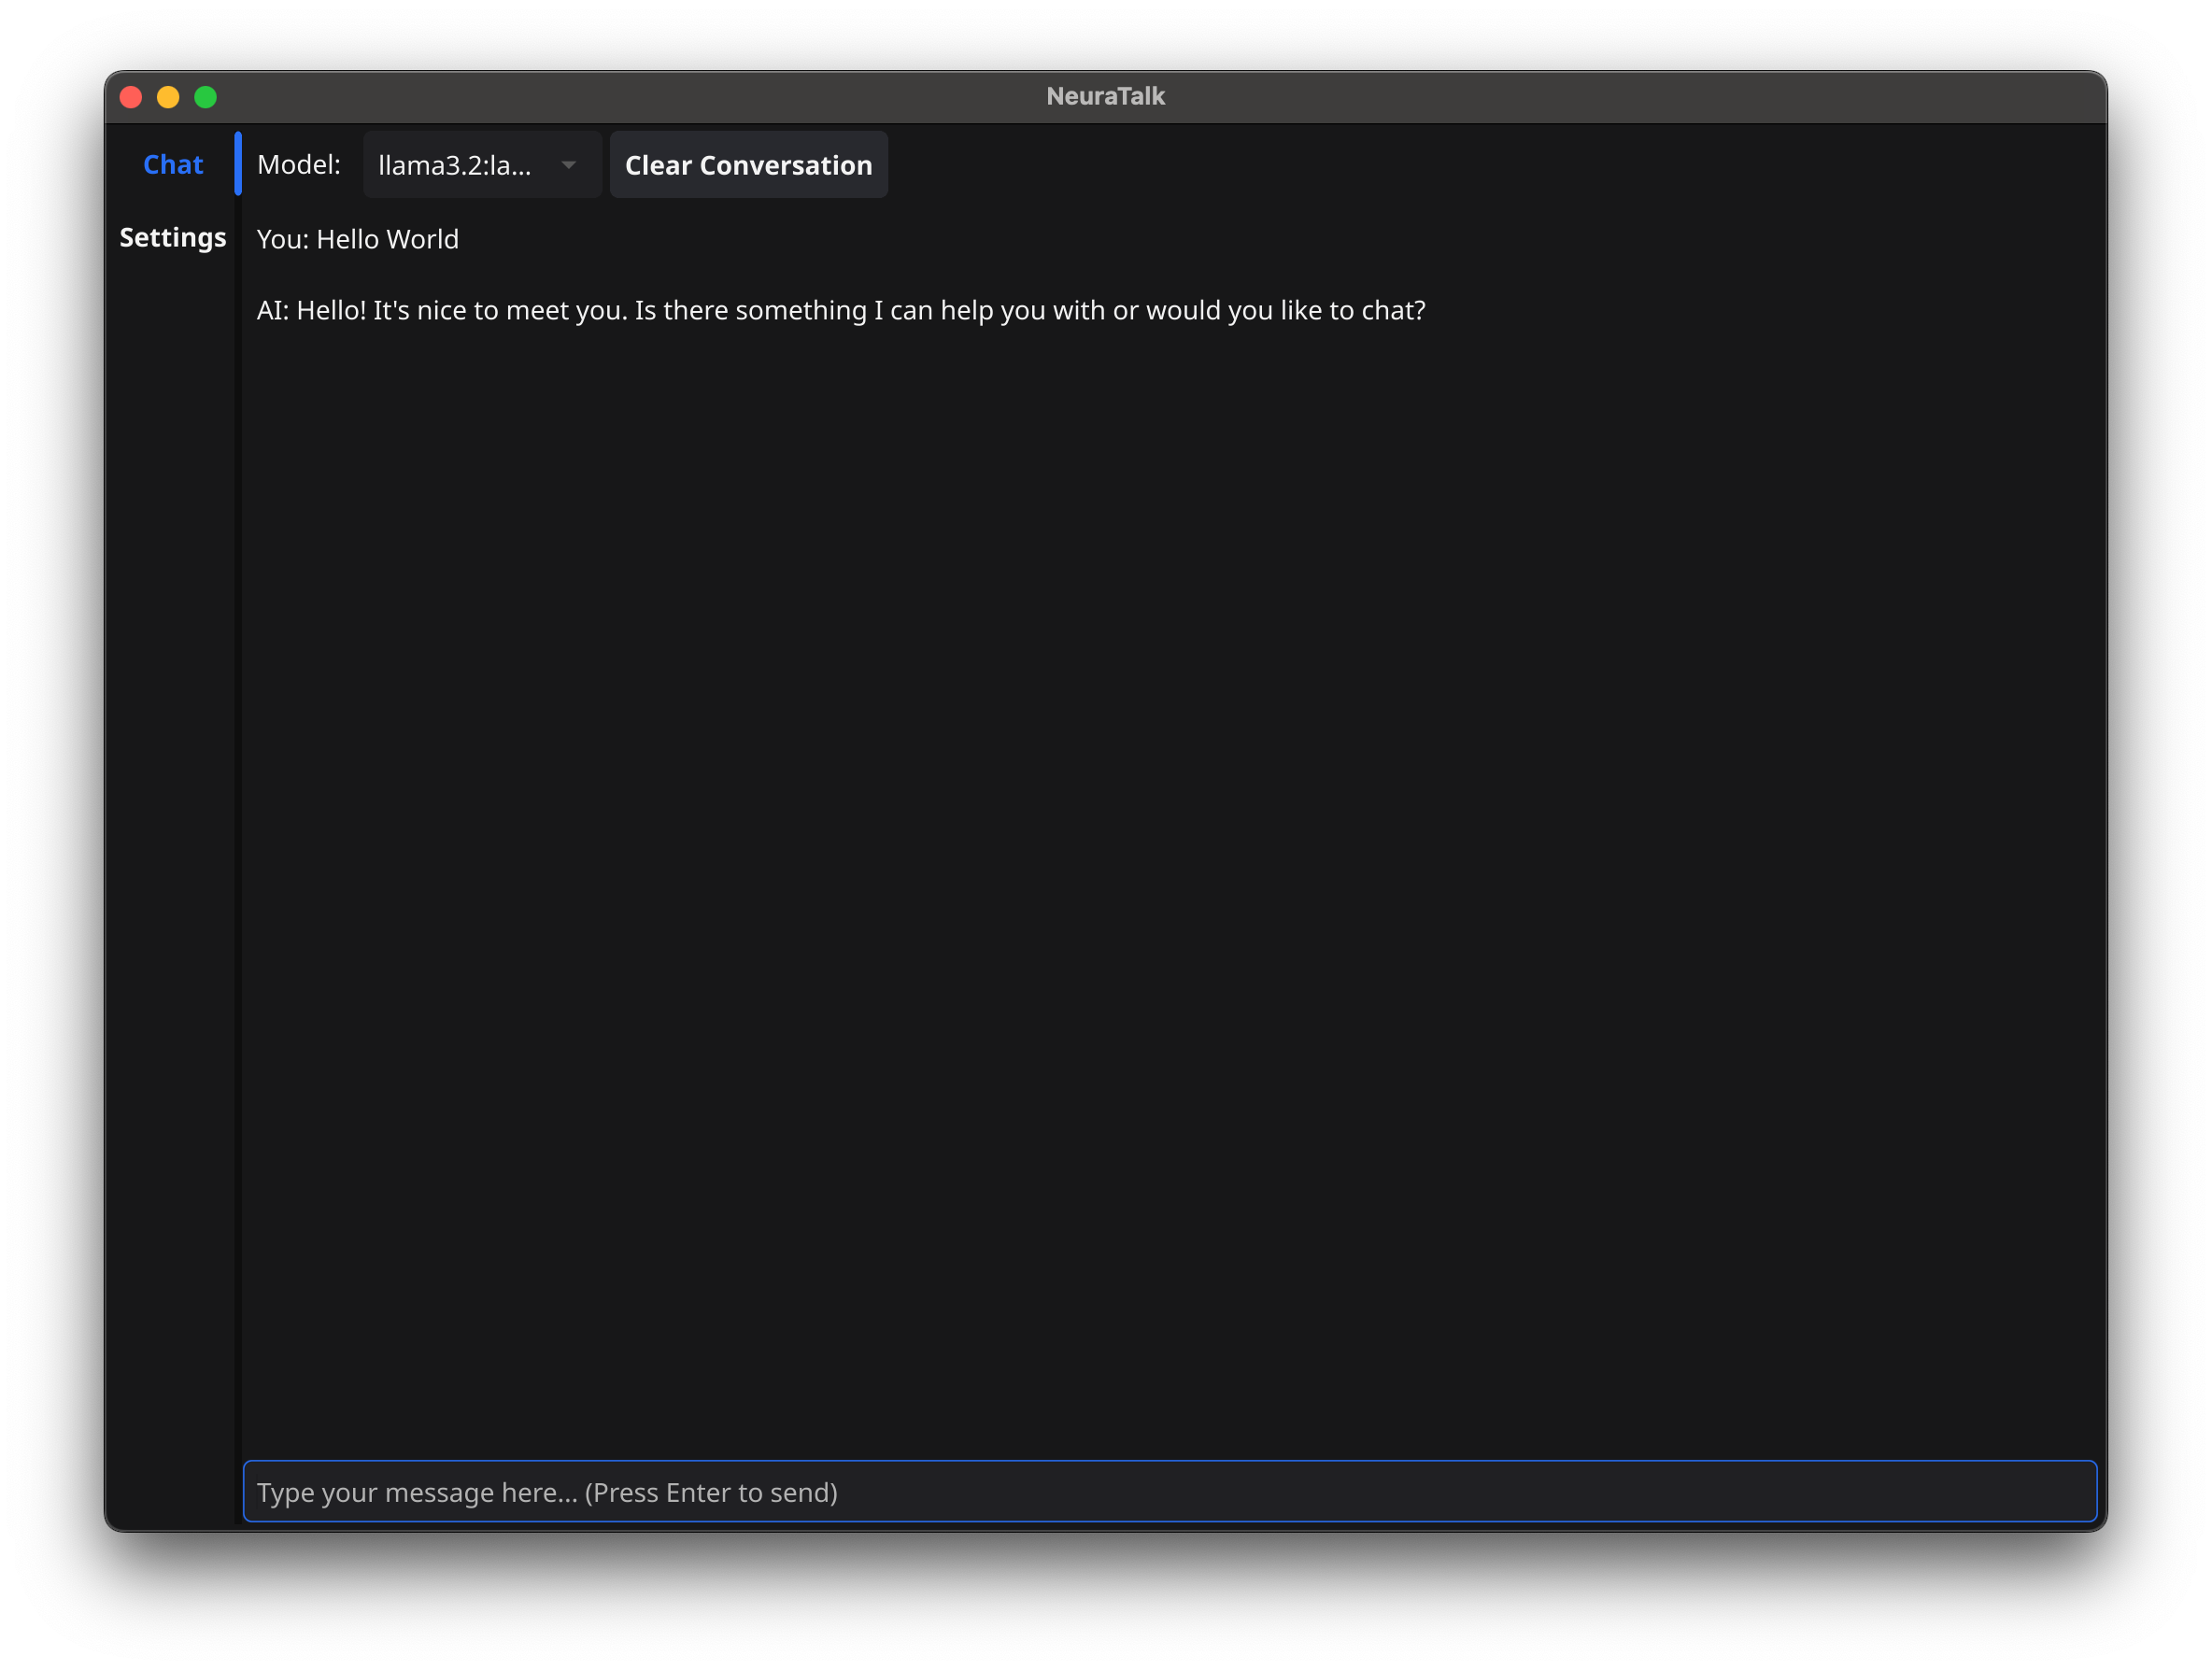 NeuraTalk
Chat
Model: llama3.2:la... Clear Conversation
Settings
You: Hello World
AI: Hello! It's nice to meet you. Is there something I can help you with or would you like to chat?
Type your message here... (Press Enter to send)